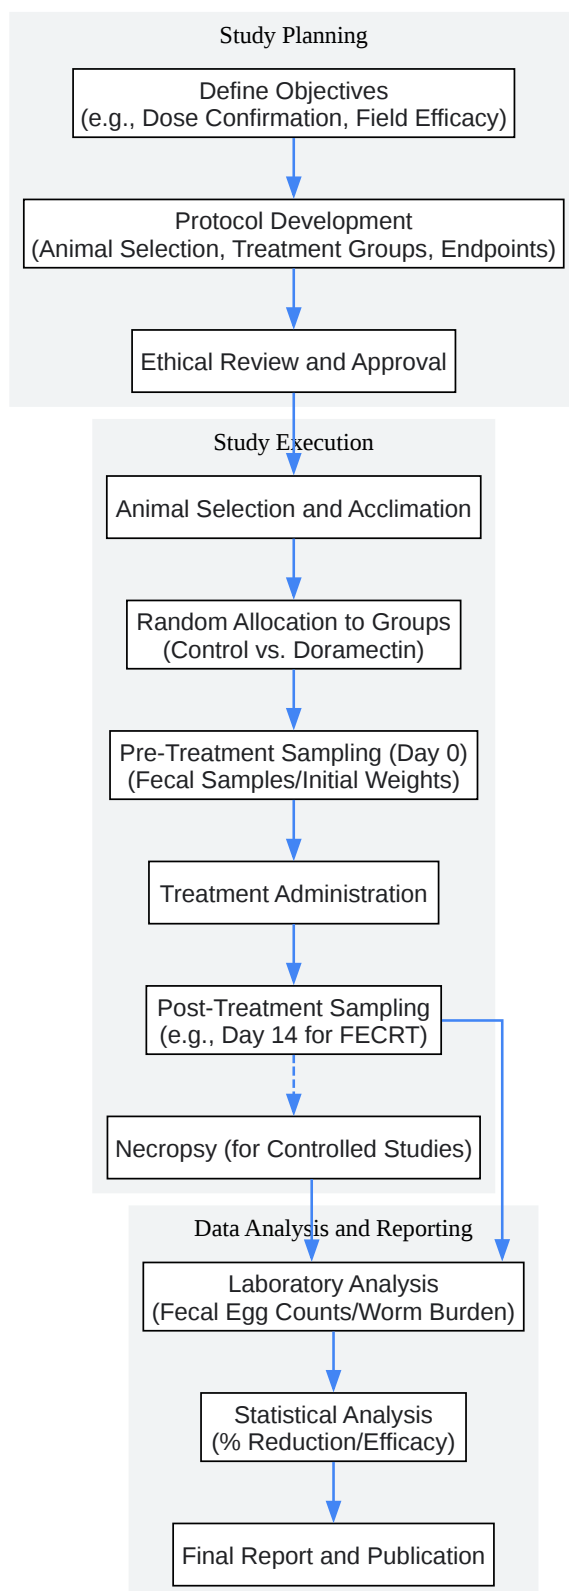 Study Planning
Define Objectives
(e.g., Dose Confirmation, Field Efficacy)
Protocol Development
(Animal Selection, Treatment Groups, Endpoints)
Ethical Review and Approval
Study Execution
Animal Selection and Acclimation
Random Allocation to Groups
(Control vs. Doramectin)
Pre-Treatment Sampling (Day 0)
(Fecal Samples/Initial Weights)
Treatment Administration
Post-Treatment Sampling
(e.g., Day 14 for FECRT)
Necropsy (for Controlled Studies)
Data Analysis and Reporting
Laboratory Analysis
(Fecal Egg Counts/Worm Burden)
Statistical Analysis
(% Reduction/Efficacy)
Final Report and Publication